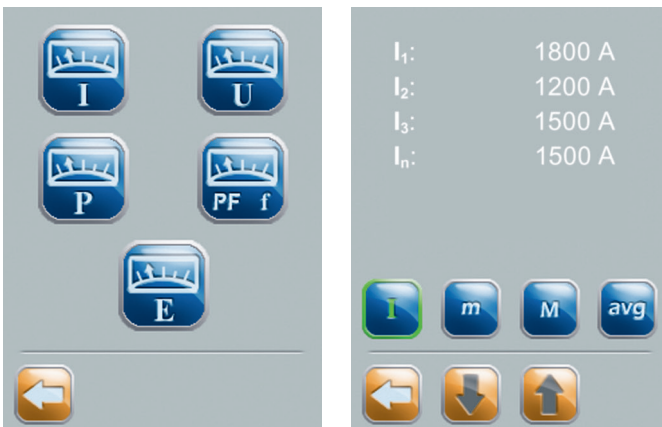 I
U
P
PF f
E
I₁: 1800 A
I₂: 1200 A
I₃: 1500 A
Iₙ: 1500 A
I m M avg